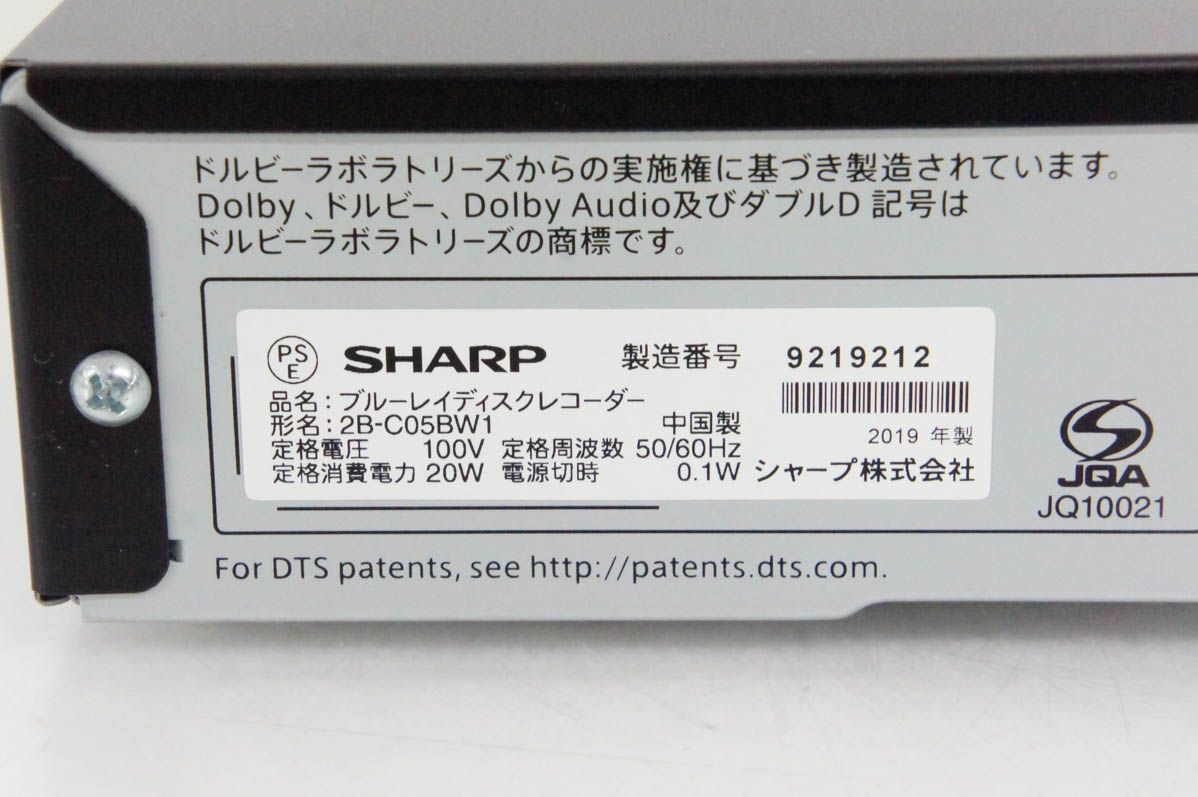 ドルビーラボラトリーズからの実施権に基づき製造されています。
Dolby、ドルビー、Dolby Audio及びダブルD 記号は
ドルビーラボラトリーズの商標です。
PS
E
SHARP 製造番号 9219212
品名:ブルーレイディスクレコーダー
形名:2B-C05BW1 中国製
2019 年製
定格電圧 100V 定格周波数 50/60Hz
定格消費電力 20W 電源切時 0.1W シャープ株式会社
JQA
JQ10021
For DTS patents, see http://patents.dts.com.